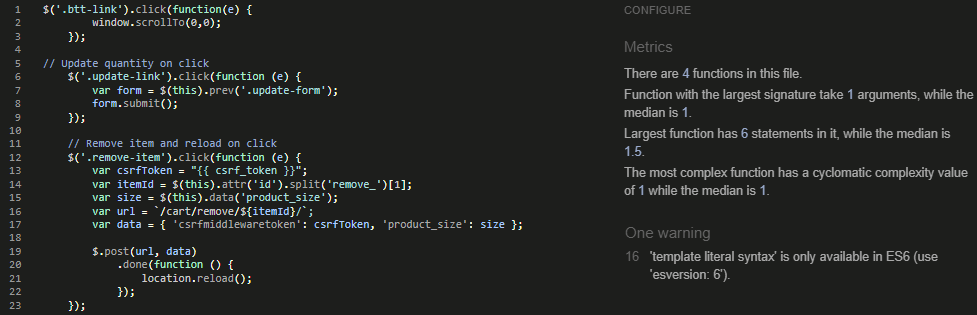 1 $('.btt-link').click(function(e) {
2 window.scrollTo(0,0);
3 });
4
5 // Update quantity on click
6 $('.update-link').click(function (e) {
7 var form = $(this).prev('.update-form');
8 form.submit();
9 });
10
11 // Remove item and reload on click
12 $('.remove-item').click(function (e) {
13 var csrfToken = "{{ csrf_token }}";
14 var itemId = $(this).attr('id').split('remove_')[1];
15 var size = $(this).data('product_size');
16 var url = `/cart/remove/${itemId}/`;
17 var data = { 'csrfmiddlewaretoken': csrfToken, 'product_size': size };
18
19 $.post(url, data)
20 .done(function () {
21 location.reload();
22 });
23 });
CONFIGURE
Metrics
There are 4 functions in this file.
Function with the largest signature take 1 arguments, while the
median is 1.
Largest function has 6 statements in it, while the median is
1.5.
The most complex function has a cyclomatic complexity value
of 1 while the median is 1.
One warning
16 'template literal syntax' is only available in ES6 (use
'esversion: 6').